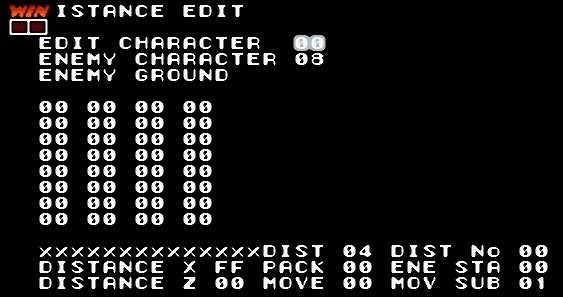 WIN ISTANCE EDIT
EDIT CHARACTER 00
ENEMY CHARACTER 08
ENEMY GROUND
00 00 00 00
00 00 00 00
00 00 00 00
00 00 00 00
00 00 00 00
00 00 00 00
00 00 00 00
00 00 00 00
XXXXXXXXXXXXXXDIST 04 DIST No 00
DISTANCE X FF PACK 00 ENE STA 00
DISTANCE Z 00 MOVE 00 MOV SUB 01